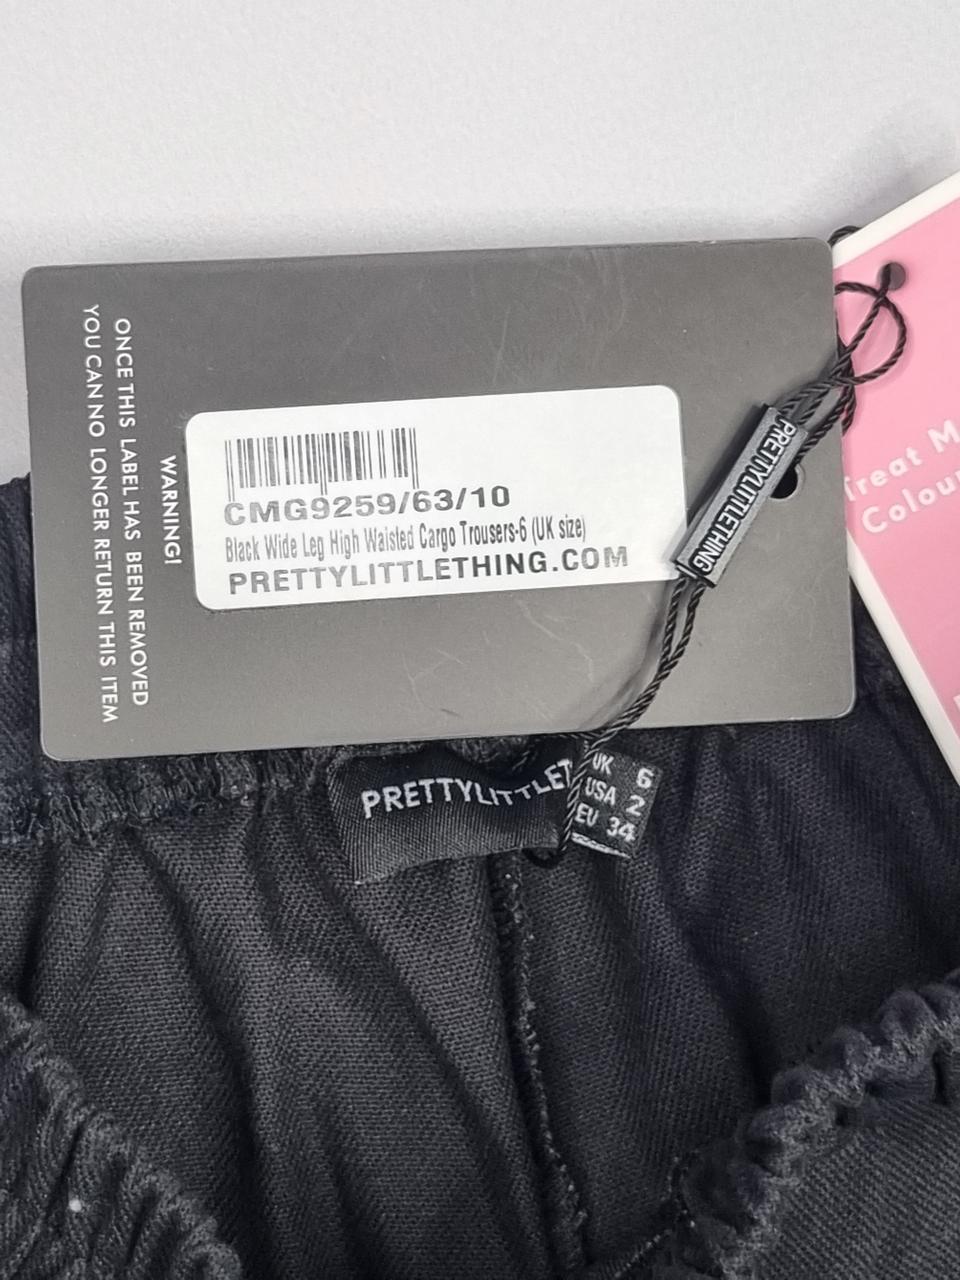 WARNING!
ONCE THIS LABEL HAS BEEN REMOVED
YOU CAN NO LONGER RETURN THIS ITEM
CMG9259/63/10
Black Wide Leg High Waisted Cargo Trousers-6 (UK size)
PRETTYLITTLETHING.COM
PRETTYLITTLETHING
Treat M
Colou
PRETTYLITTLET
UK 6
USA 2
EU 34